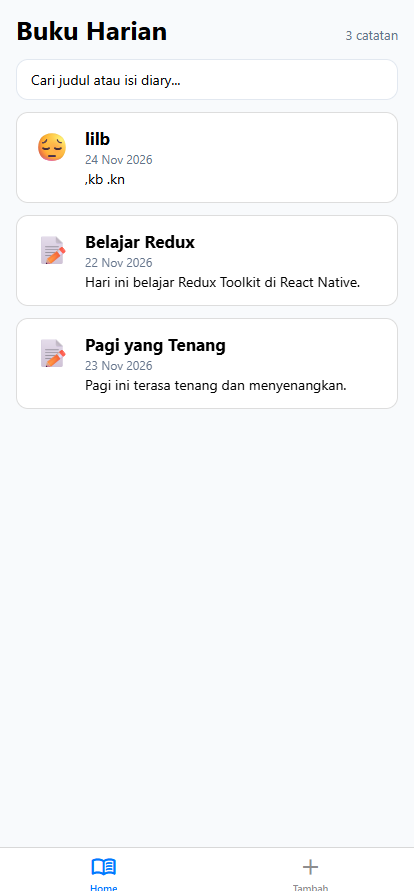 Buku Harian
3 catatan
Cari judul atau isi diary...
lilb
24 Nov 2026
,kb .kn
Belajar Redux
22 Nov 2026
Hari ini belajar Redux Toolkit di React Native.
Pagi yang Tenang
23 Nov 2026
Pagi ini terasa tenang dan menyenangkan.
Home
Tambah